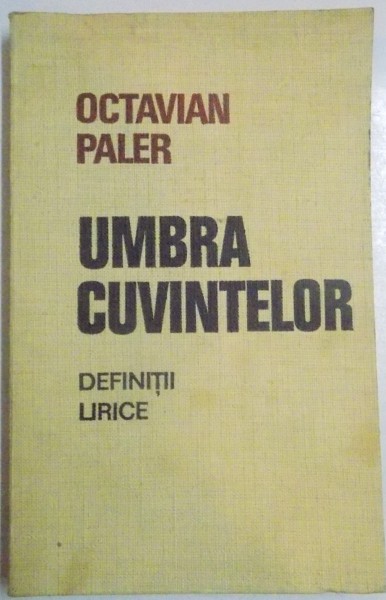 OCTAVIAN
PALER
UMBRA
CUVINTELOR
DEFINIȚII
LIRICE